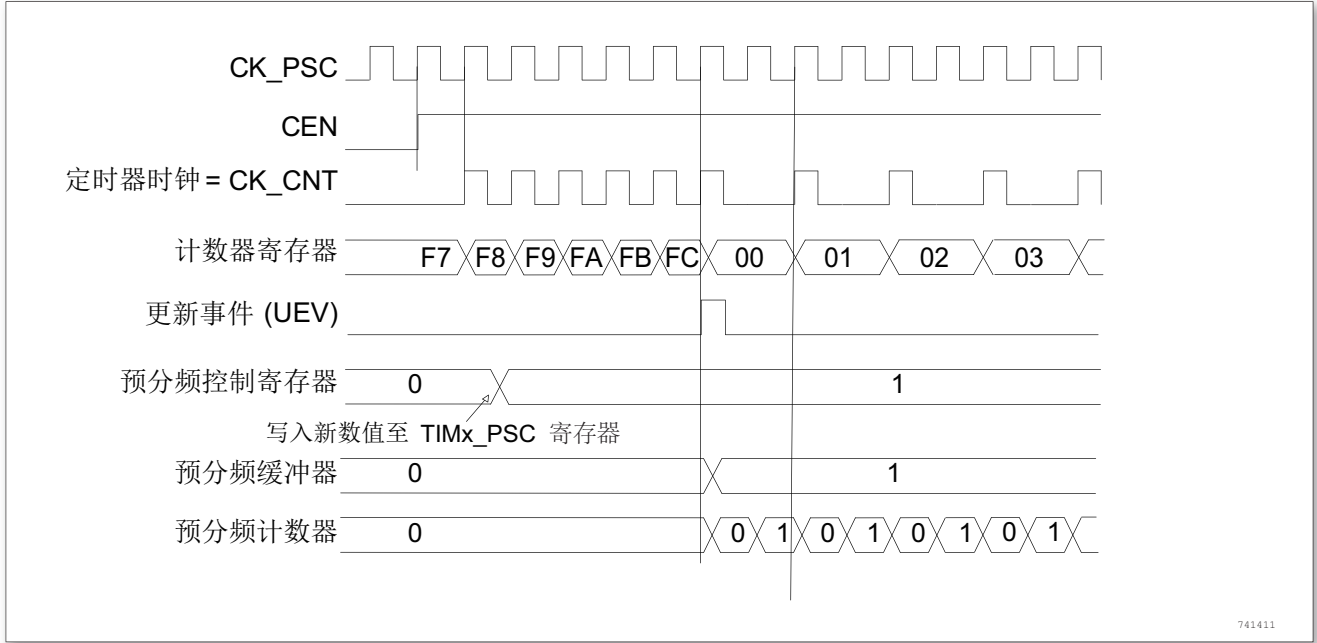 CK_PSC
CEN
定时器时钟 = CK_CNT
计数器寄存器 F7 F8 F9 FA FB FC 00 01 02 03
更新事件 (UEV)
预分频控制寄存器 0 1
写入新数值至 TIMx_PSC 寄存器
预分频缓冲器 0 1
预分频计数器 0 0 1 0 1 0 1 0 1
741411